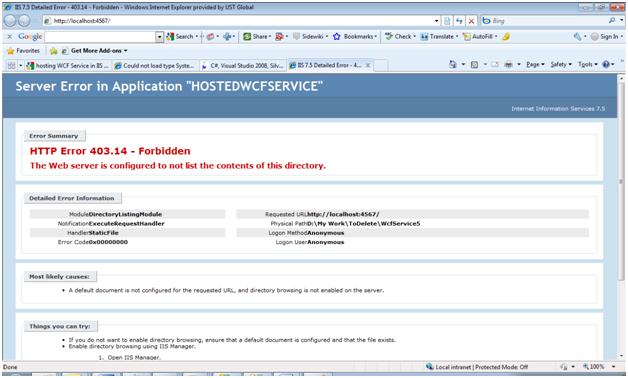 IIS 7.5 Detailed Error - 403.14 - Forbidden - Windows Internet Explorer provided by UST Global
http://localhost:4567/
Bing
Google
Search
Share
Sidewiki
Bookmarks
Check
Translate
AutoFill
Sign In
Favorites
Get More Add-ons
hosting WCF Service in IIS ...
Could not load type Syste...
C#, Visual Studio 2008, Silv...
IIS 7.5 Detailed Error - 4...
Page
Safety
Tools
Server Error in Application "HOSTEDWCFSERVICE"
Internet Information Services 7.5
Error Summary
HTTP Error 403.14 - Forbidden
The Web server is configured to not list the contents of this directory.
Detailed Error Information
Module DirectoryListingModule
Notification ExecuteRequestHandler
Handler StaticFile
Error Code 0x00000000
Requested URL http://localhost:4567/
Physical Path D:\My Work\ToDelete\WcfService5
Logon Method Anonymous
Logon User Anonymous
Most likely causes:
• A default document is not configured for the requested URL, and directory browsing is not enabled on the server.
Things you can try:
• If you do not want to enable directory browsing, ensure that a default document is configured and that the file exists.
• Enable directory browsing using IIS Manager.
1. Open IIS Manager.
Done
Local intranet | Protected Mode: Off
100%